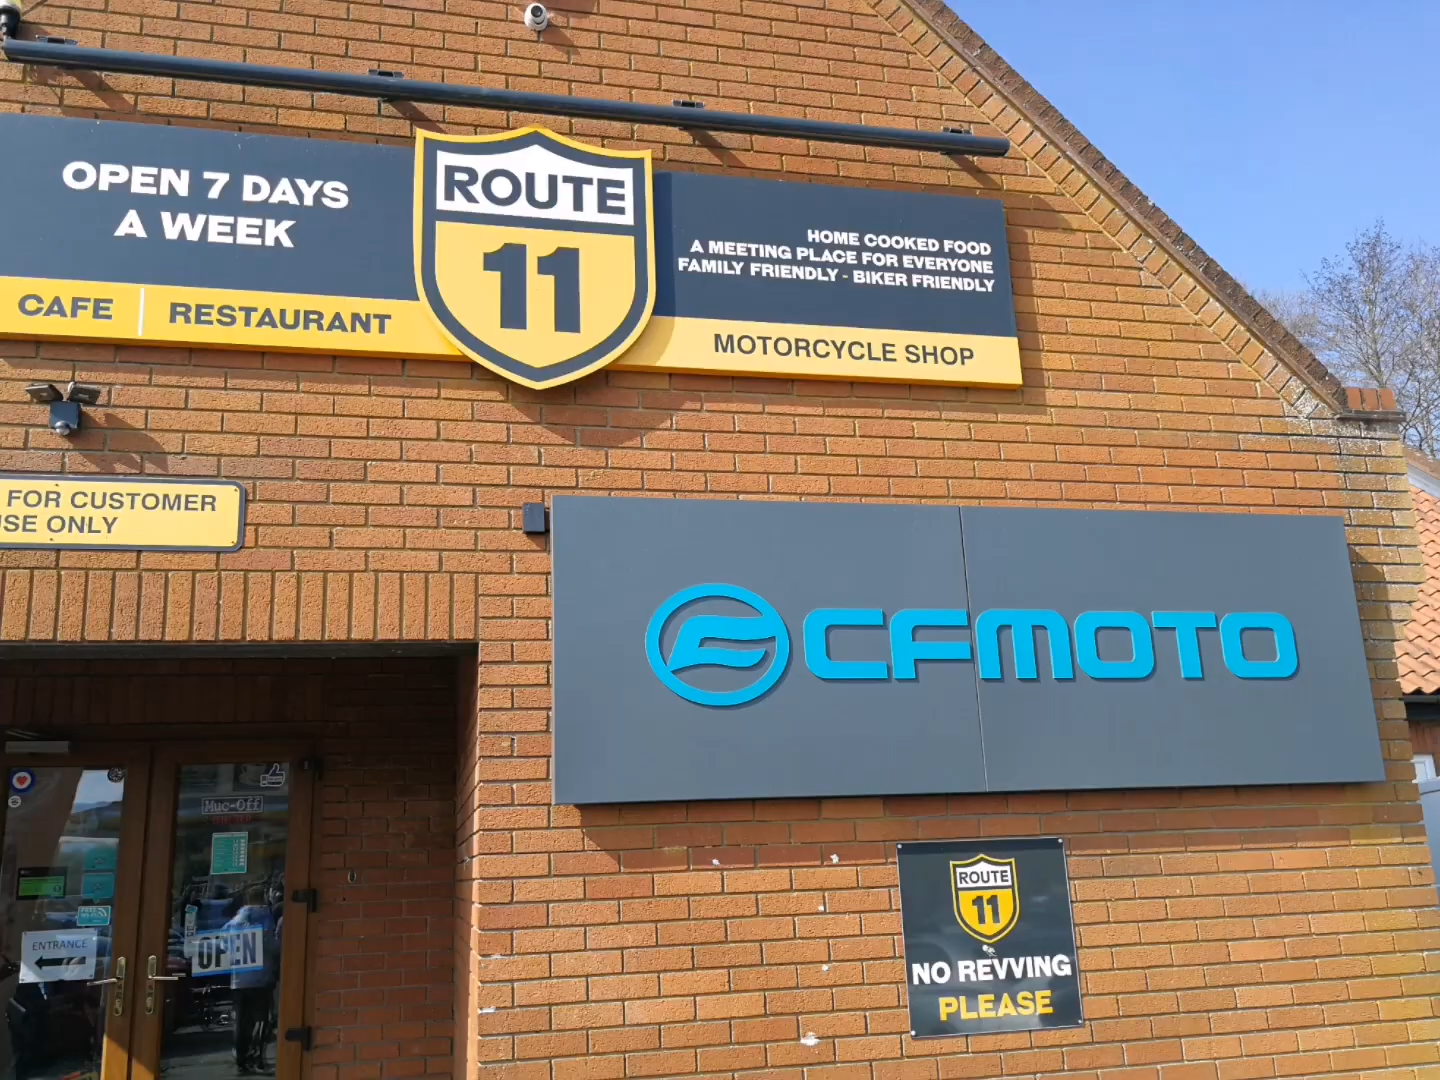 OPEN 7 DAYS
A WEEK
CAFE | RESTAURANT
ROUTE
11
HOME COOKED FOOD
A MEETING PLACE FOR EVERYONE
FAMILY FRIENDLY - BIKER FRIENDLY
MOTORCYCLE SHOP
FOR CUSTOMER
USE ONLY
CFMOTO
Muc-Off
ENTRANCE
OPEN
ROUTE
11
NO REVVING
PLEASE